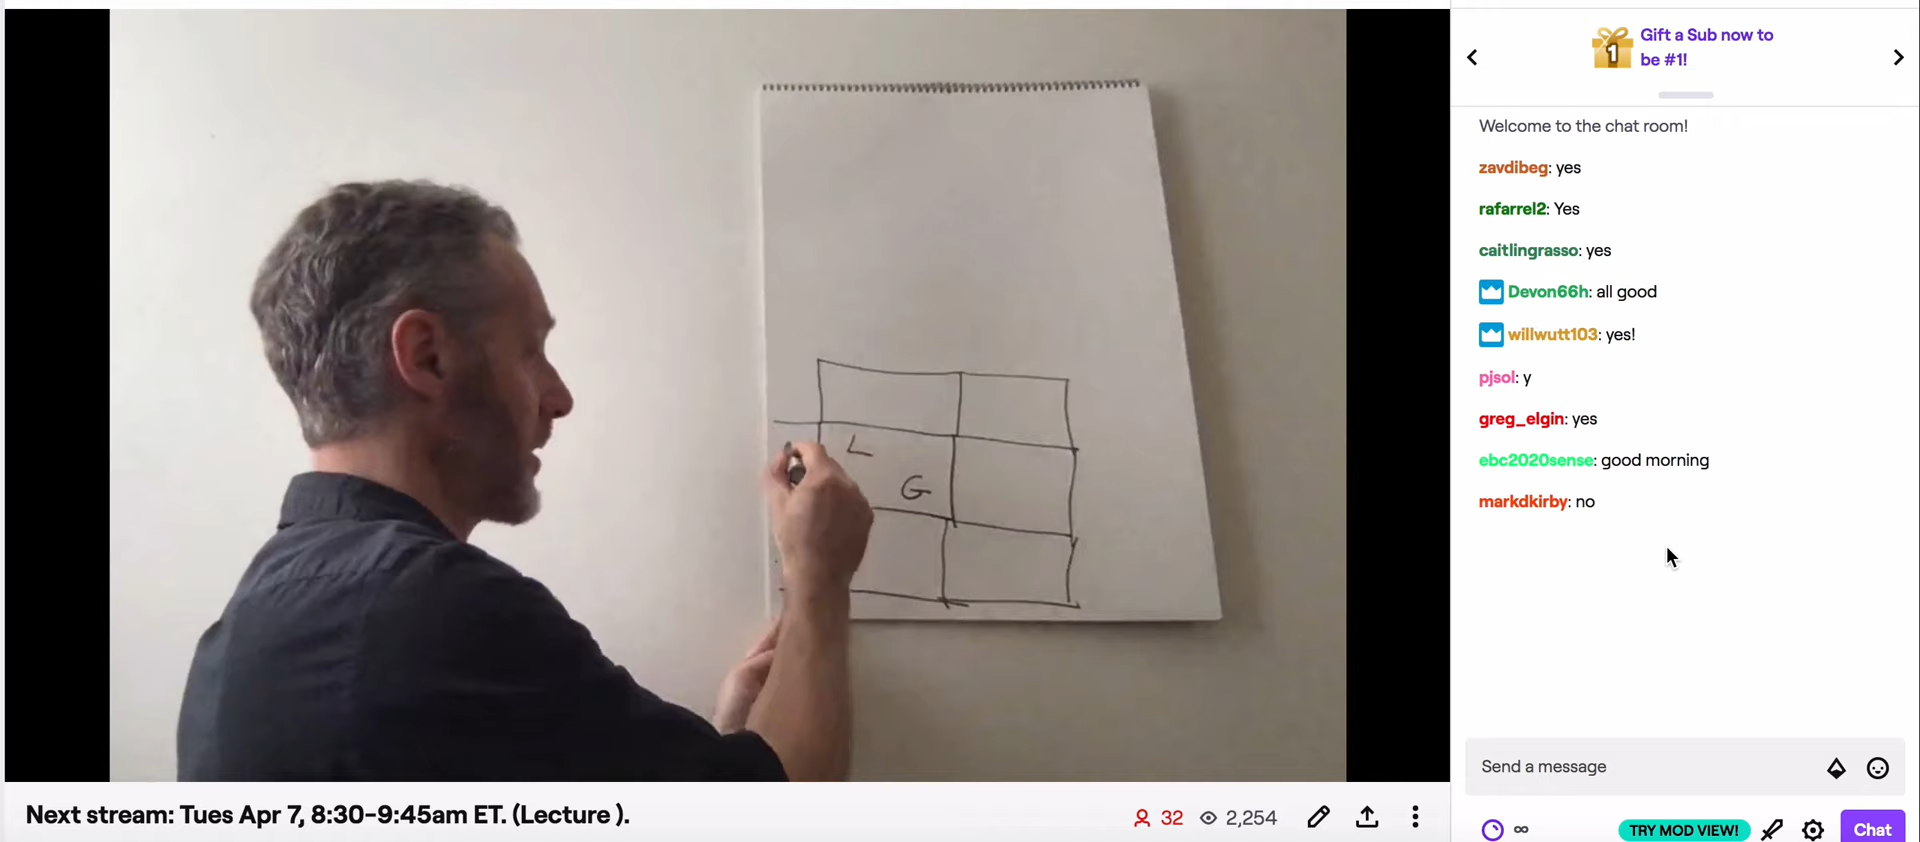 Gift a Sub now to
be #1!
1
Welcome to the chat room!
zavdibeg: yes
rafarrel2: Yes
caitlingrasso: yes
Devon66h: all good
willwutt103: yes!
pjsol: y
greg_elgin: yes
ebc2020sense: good morning
markdkirby: no
L
G
Send a message
Next stream: Tues Apr 7, 8:30-9:45am ET. (Lecture ).
32
2,254
∞
TRY MOD VIEW!
Chat